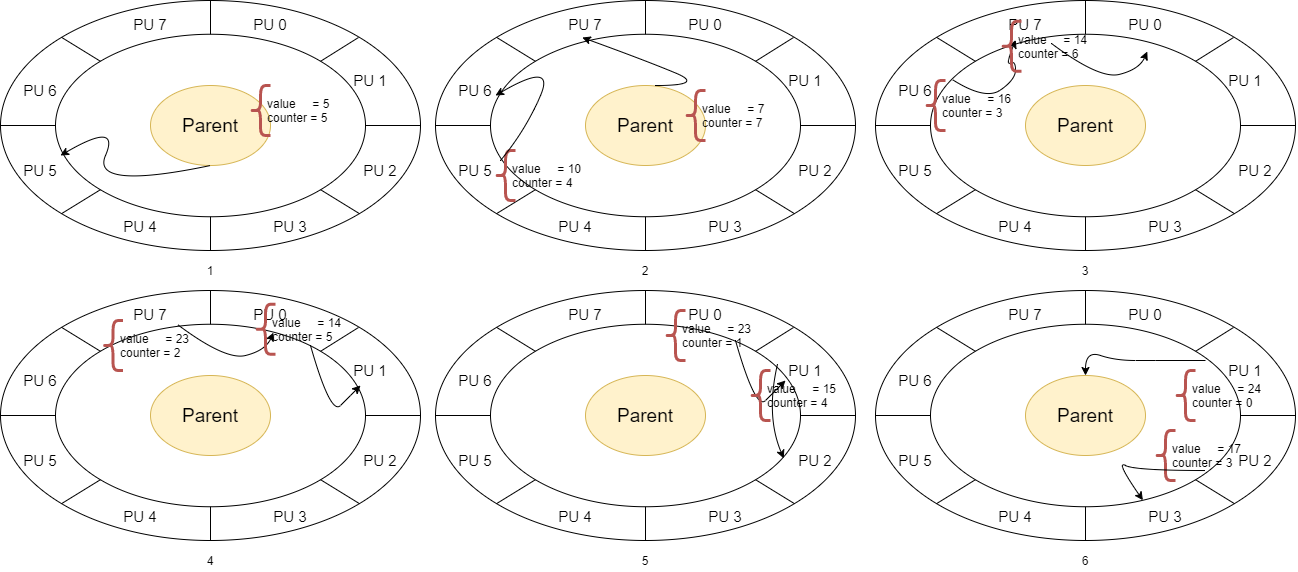 PU 7
PU 0
PU 6
PU 1
value = 5
counter = 5
Parent
PU 5
PU 2
PU 4
PU 3
1
PU 7
PU 0
PU 6
PU 1
value = 7
counter = 7
Parent
PU 5
value = 10
counter = 4
PU 2
PU 4
PU 3
2
PU 7
PU 0
value = 14
counter = 6
PU 6
PU 1
value = 16
counter = 3
Parent
PU 5
PU 2
PU 4
PU 3
3
PU 7
PU 0
value = 14
counter = 5
value = 23
counter = 2
PU 6
PU 1
Parent
PU 5
PU 2
PU 4
PU 3
4
PU 7
PU 0
value = 23
counter = 1
PU 6
PU 1
value = 15
counter = 4
Parent
PU 5
PU 2
PU 4
PU 3
5
PU 7
PU 0
PU 6
PU 1
value = 24
counter = 0
Parent
value = 17
counter = 3
PU 5
PU 2
PU 4
PU 3
6